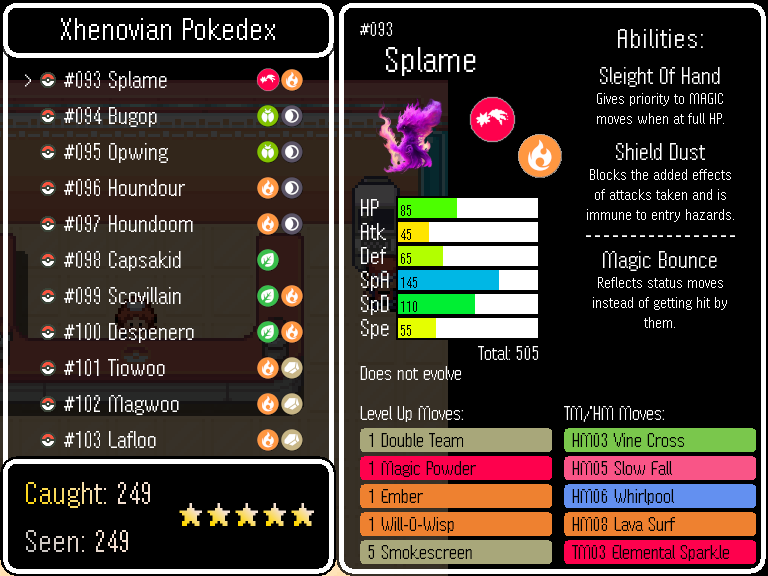 Xhenovian Pokedex
> #093 Splame
#094 Bugop
#095 Opwing
#096 Houndour
#097 Houndoom
#098 Capsakid
#099 Scovillain
#100 Despenero
#101 Tiowoo
#102 Magwoo
#103 Lafloo
Caught: 249
Seen: 249
#093
Splame
HP 85
Atk 45
Def 65
SpA 145
SpD 110
Spe 55
Total: 505
Does not evolve
Abilities:
Sleight Of Hand
Gives priority to MAGIC
moves when at full HP.
Shield Dust
Blocks the added effects
of attacks taken and is
immune to entry hazards.
Magic Bounce
Reflects status moves
instead of getting hit by
them.
Level Up Moves:
1 Double Team
1 Magic Powder
1 Ember
1 Will-O-Wisp
5 Smokescreen
TM/HM Moves:
HM03 Vine Cross
HM05 Slow Fall
HM06 Whirlpool
HM08 Lava Surf
TM03 Elemental Sparkle